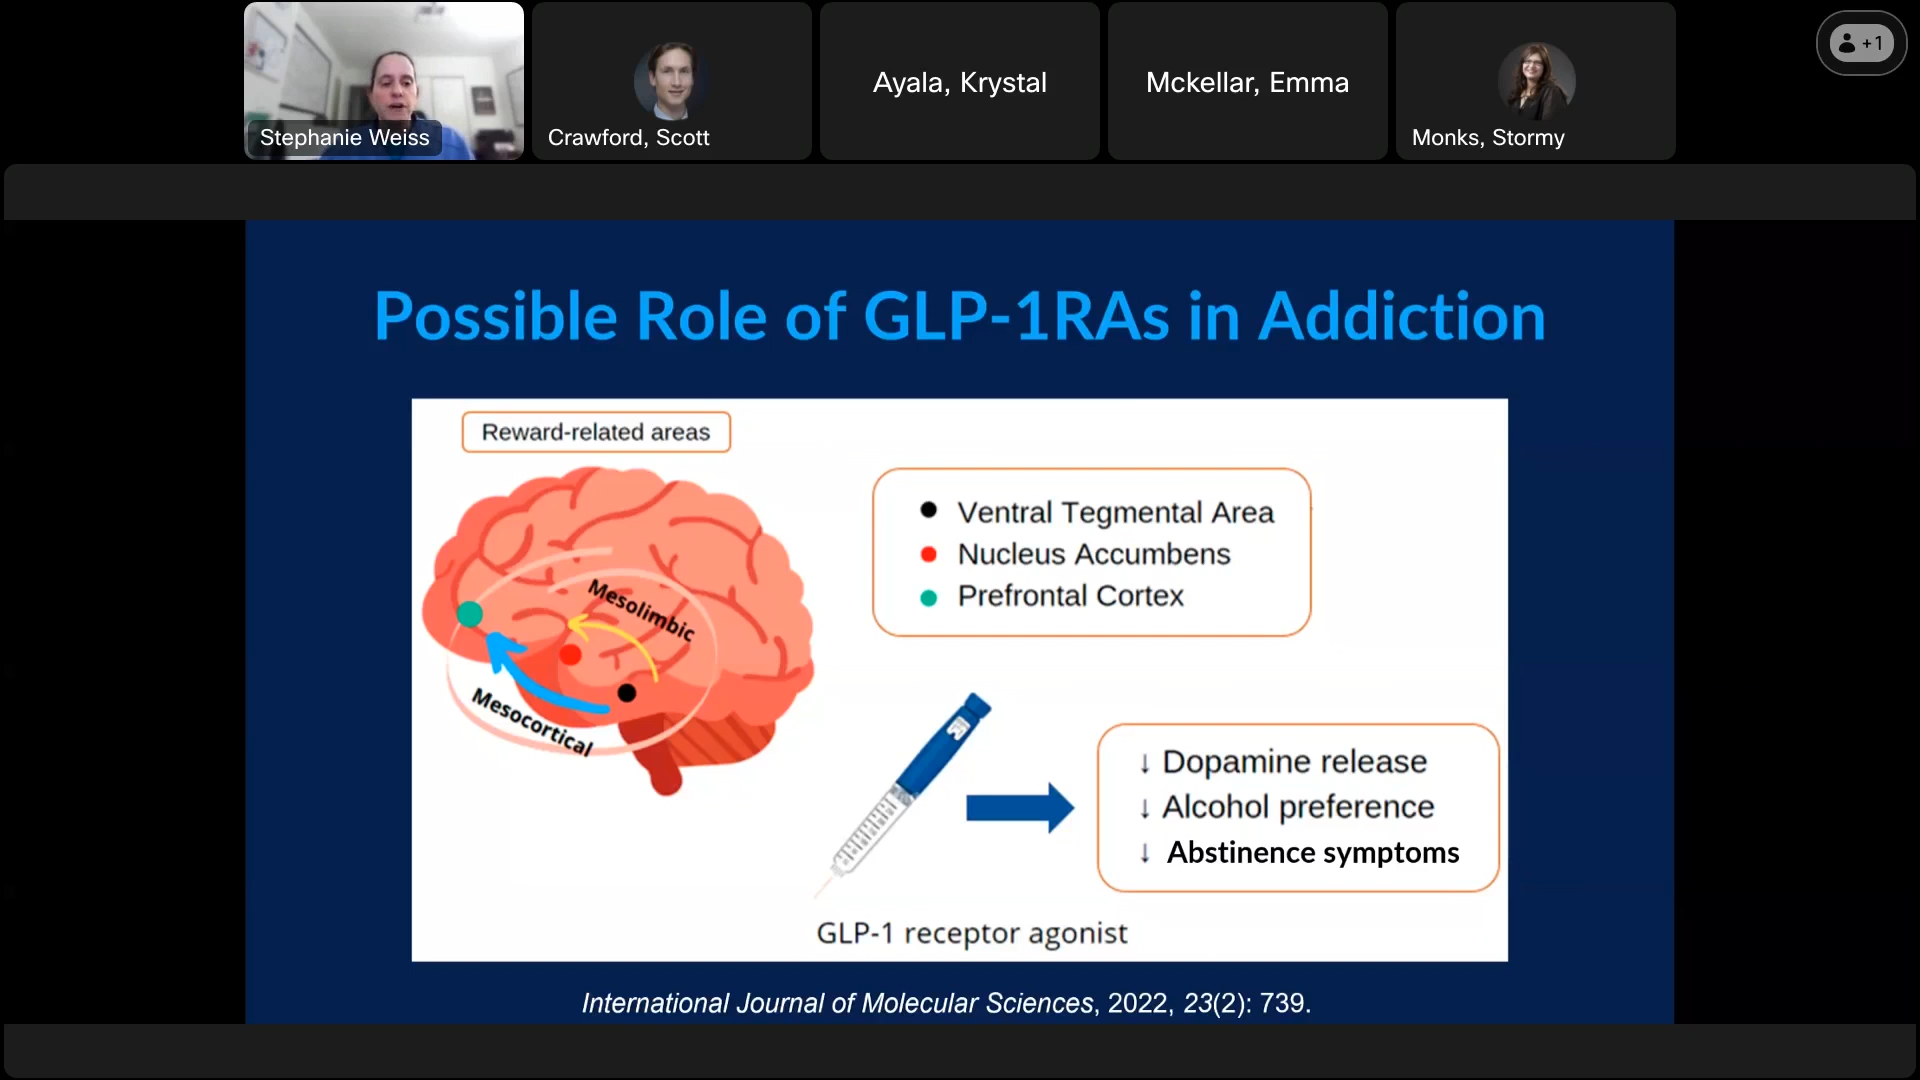 Stephanie Weiss
Crawford, Scott
Ayala, Krystal
Mckellar, Emma
Monks, Stormy
+1
Possible Role of GLP-1RAs in Addiction
Reward-related areas
Ventral Tegmental Area
Nucleus Accumbens
Prefrontal Cortex
Mesolimbic
Mesocortical
↓ Dopamine release
↓ Alcohol preference
↓ Abstinence symptoms
GLP-1 receptor agonist
International Journal of Molecular Sciences, 2022, 23(2): 739.